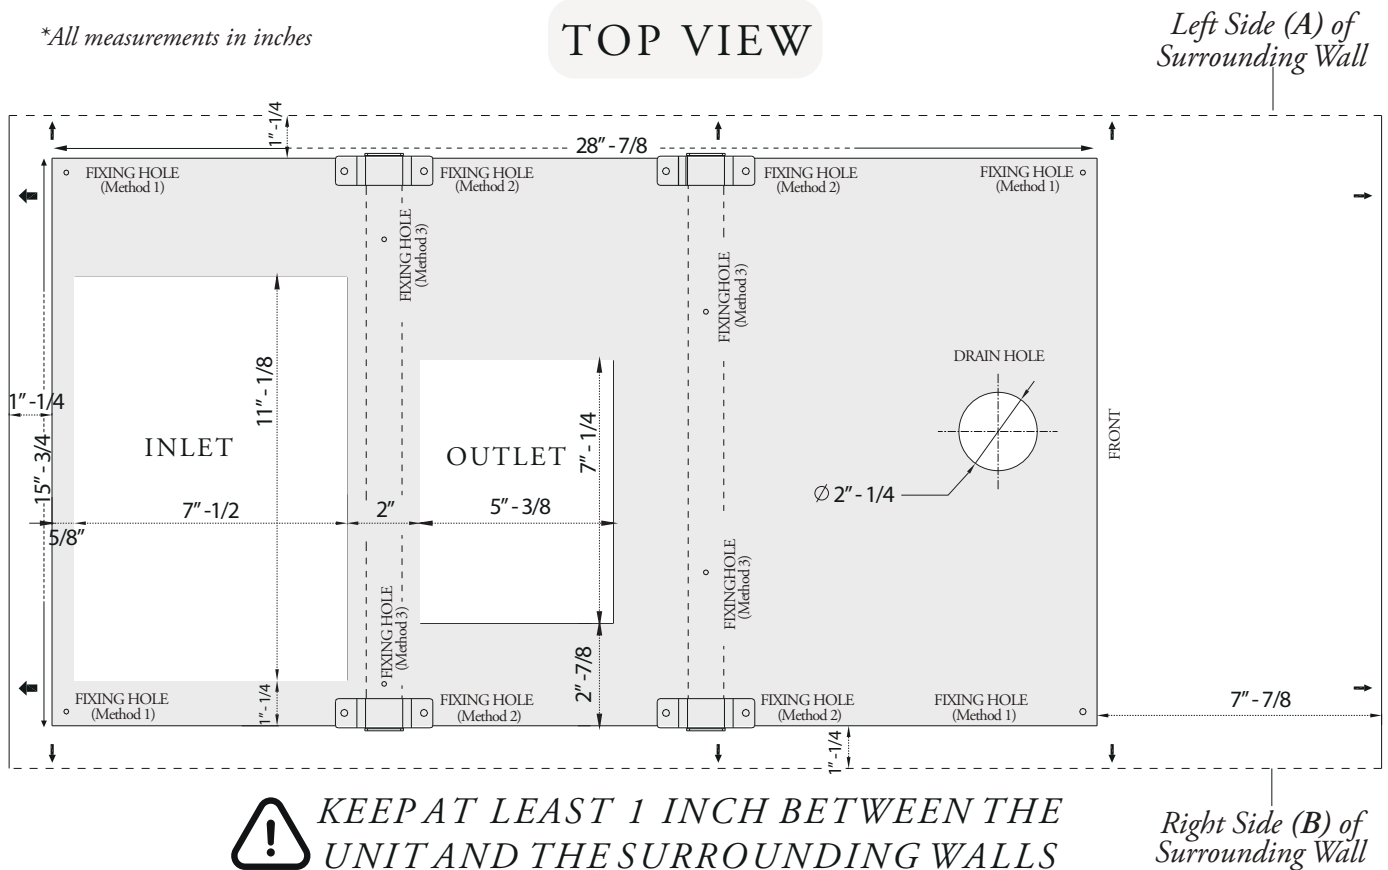 *All measurements in inches
TOP VIEW
Left Side (A) of
Surrounding Wall
1” -1/4
28” - 7/8
FIXING HOLE
(Method 1)
FIXING HOLE
(Method 2)
FIXING HOLE
(Method 2)
FIXING HOLE
(Method 1)
FIXING HOLE
(Method 3)
FIXINGHOLE
(Method 3)
DRAIN HOLE
1” -1/4
15” - 3/4
11” - 1/8
INLET
OUTLET
7” - 1/4
FRONT
Ø 2” - 1/4
7” -1/2
2”
5” - 3/8
5/8”
FIXING HOLE
(Method 3)
FIXINGHOLE
(Method 3)
2” -7/8
1” - 1/4
FIXING HOLE
(Method 1)
FIXING HOLE
(Method 2)
FIXING HOLE
(Method 2)
FIXING HOLE
(Method 1)
7” - 7/8
1” -1/4
KEEP AT LEAST 1 INCH BETWEEN THE
UNIT AND THE SURROUNDING WALLS
Right Side (B) of
Surrounding Wall